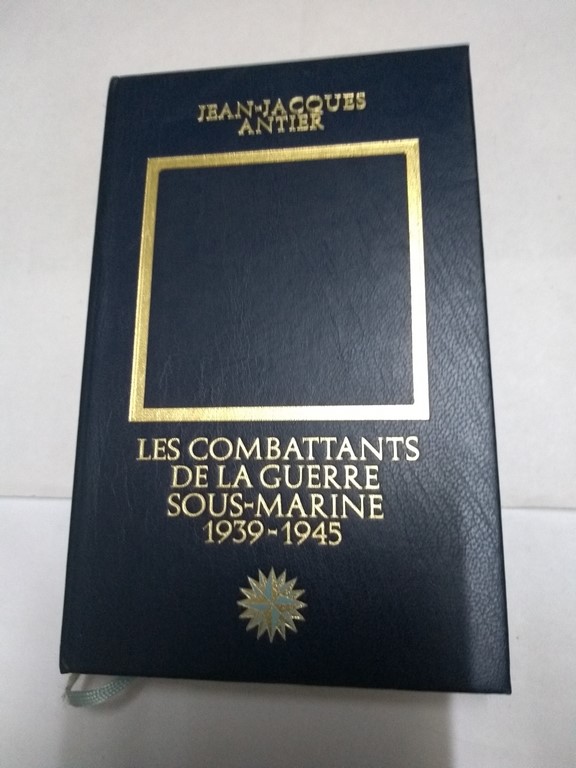 JEAN-JACQUES
ANTIER
LES COMBATTANTS
DE LA GUERRE
SOUS-MARINE
1939-1945